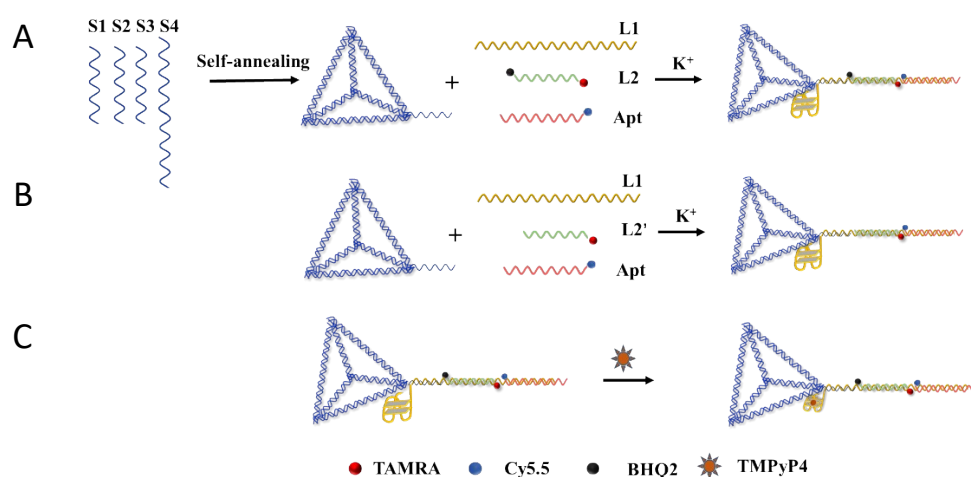 A
S1 S2 S3 S4
Self-annealing
+
L1
L2
Apt
K+
B
+
L1
L2'
Apt
K+
C
TAMRA Cy5.5 BHQ2 TMPyP4